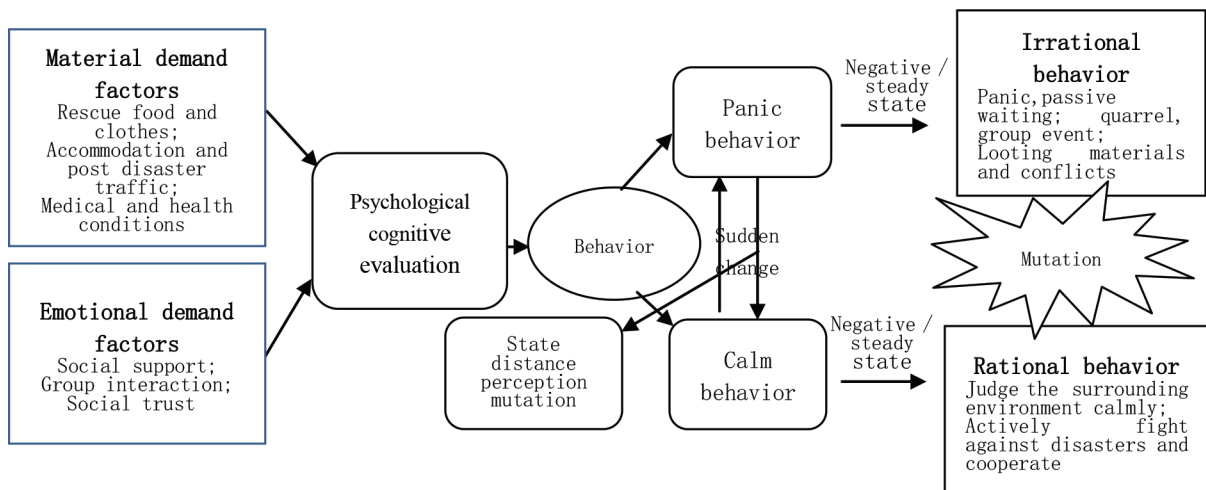 Material demand
factors
Rescue food and
clothes;
Accommodation and
post disaster
traffic;
Medical and health
conditions
Emotional demand
factors
Social support;
Group interaction;
Social trust
Psychological
cognitive
evaluation
Behavior
Panic
behavior
Sudden
change
State
distance
perception
mutation
Calm
behavior
Negative /
steady
state
Negative /
steady
state
Irrational
behavior
Panic, passive
waiting; quarrel,
group event;
Looting materials
and conflicts
Mutation
Rational behavior
Judge the surrounding
environment calmly;
Actively fight
against disasters and
cooperate